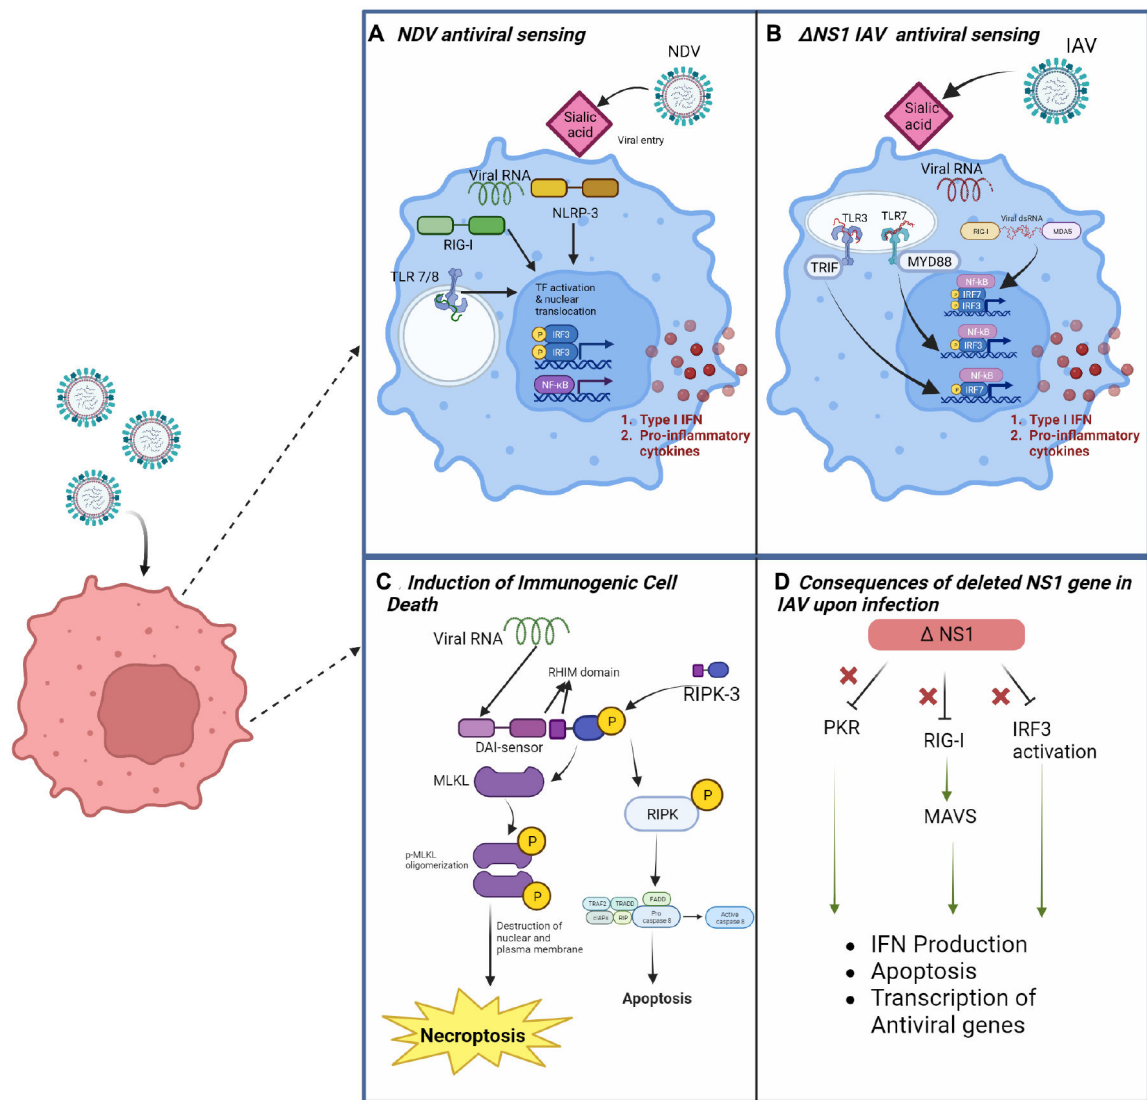 A NDV antiviral sensing
NDV
Sialic
acid
Viral entry
Viral RNA
NLRP-3
RIG-I
TLR 7/8
TF activation
& nuclear
translocation
P IRF3
P IRF3
NF-κB
1. Type I IFN
2. Pro-inflammatory
cytokines
B ΔNS1 IAV antiviral sensing
IAV
Sialic
acid
Viral RNA
TLR3
TLR7
Viral dsRNA
RIG-I
MDA5
TRIF
MYD88
Nf-kB
P IRF7
P IRF3
Nf-kB
P IRF3
Nf-kB
P IRF7
1. Type I IFN
2. Pro-inflammatory
cytokines
C . Induction of Immunogenic Cell
Death
Viral RNA
RHIM domain
RIPK-3
P
DAI-sensor
MLKL
P
RIPK
P
p-MLKL
oligomerization
P
TRAF2
TRADD
FADD
cIAPs
RIP
Pro
caspase 8
Active
caspase 8
Destruction of
nuclear and
plasma membrane
Apoptosis
Necroptosis
D Consequences of deleted NS1 gene in
IAV upon infection
Δ NS1
PKR
RIG-I
IRF3
activation
MAVS
• IFN Production
• Apoptosis
• Transcription of
Antiviral genes